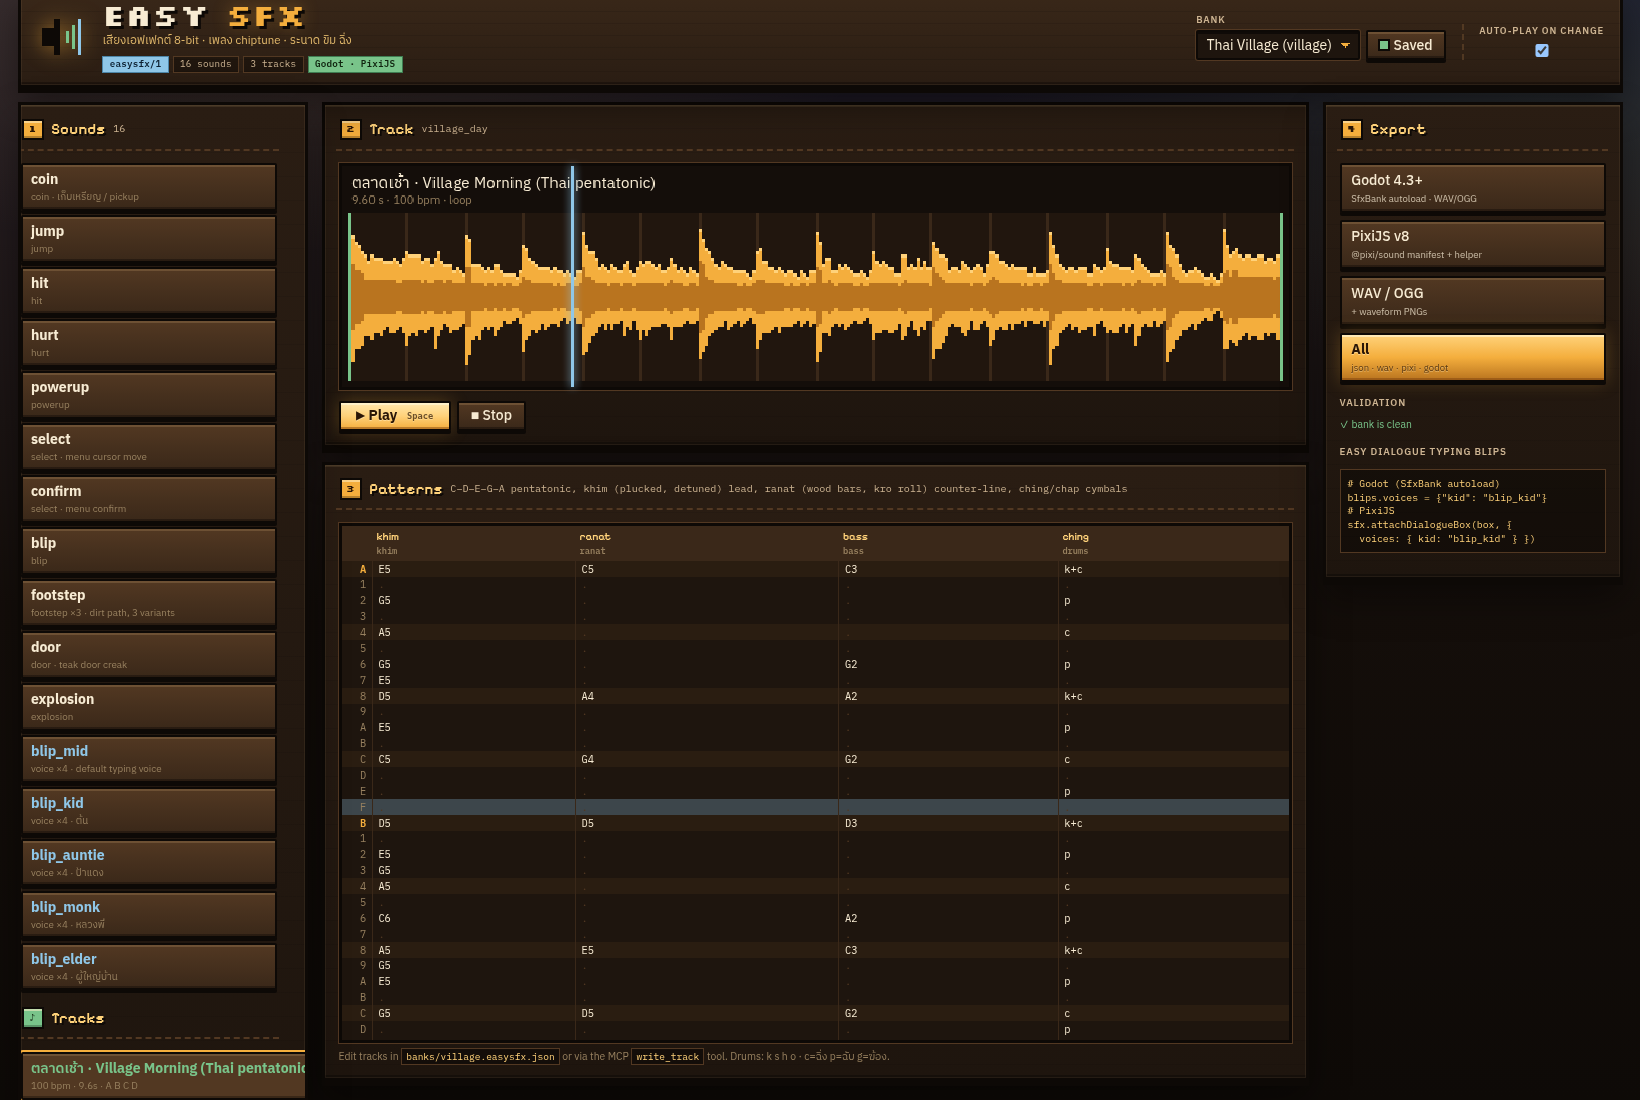 EASY SFX
เสียงเอฟเฟกต์ 8-bit · เพลง chiptune · ระนาด ขิม ฉิ่ง
easysfx/1 16 sounds 3 tracks Godot · PixiJS
BANK
Thai Village (village) Saved
AUTO-PLAY ON CHANGE
1 Sounds 16
coin
coin · เก็บเหรียญ / pickup
jump
jump
hit
hit
hurt
hurt
powerup
powerup
select
select · menu cursor move
confirm
select · menu confirm
blip
blip
footstep
footstep ×3 · dirt path, 3 variants
door
door · teak door creak
explosion
explosion
blip_mid
voice ×4 · default typing voice
blip_kid
voice ×4 · ต้น
blip_auntie
voice ×4 · ป้าแดง
blip_monk
voice ×4 · หลวงพี่
blip_elder
voice ×4 · ผู้ใหญ่บ้าน
♪ Tracks
ตลาดเช้า · Village Morning (Thai pentatonic
100 bpm · 9.6s · A B C D
2 Track village_day
ตลาดเช้า · Village Morning (Thai pentatonic)
9.60 s · 100 bpm · loop
▶ Play Space ■ Stop
3 Patterns C-D-E-G-A pentatonic, khim (plucked, detuned) lead, ranat (wood bars, kro roll) counter-line, ching/chap cymbals
khim ranat bass ching
khim ranat bass drums
A E5 C5 C3 k+c
1 . . . .
2 G5 . . p
3 . . . .
4 A5 . . c
5 . . . .
6 G5 . G2 p
7 E5 . . .
8 D5 A4 A2 k+c
9 . . . .
A E5 . . p
B . . . .
C C5 G4 G2 c
D . . . .
E . . . p
F
B D5 D5 D3 k+c
1 . . . .
2 E5 . . p
3 G5 . . .
4 A5 . . c
5 . . . .
6 C6 . A2 p
7 . . . .
8 A5 E5 C3 k+c
9 G5 . . .
A E5 . . p
B . . . .
C G5 D5 G2 c
D . . . p
Edit tracks in banks/village.easysfx.json or via the MCP write_track tool. Drums: k s h o · c=ฉิ่ง p=ฉับ g=ฆ้อง.
4 Export
Godot 4.3+
SfxBank autoload · WAV/OGG
PixiJS v8
@pixi/sound manifest + helper
WAV / OGG
+ waveform PNGs
All
json · wav · pixi · godot
VALIDATION
✓ bank is clean
EASY DIALOGUE TYPING BLIPS
# Godot (SfxBank autoload)
blips.voices = {"kid": "blip_kid"}
# PixiJS
sfx.attachDialogueBox(box, {
voices: { kid: "blip_kid" } })